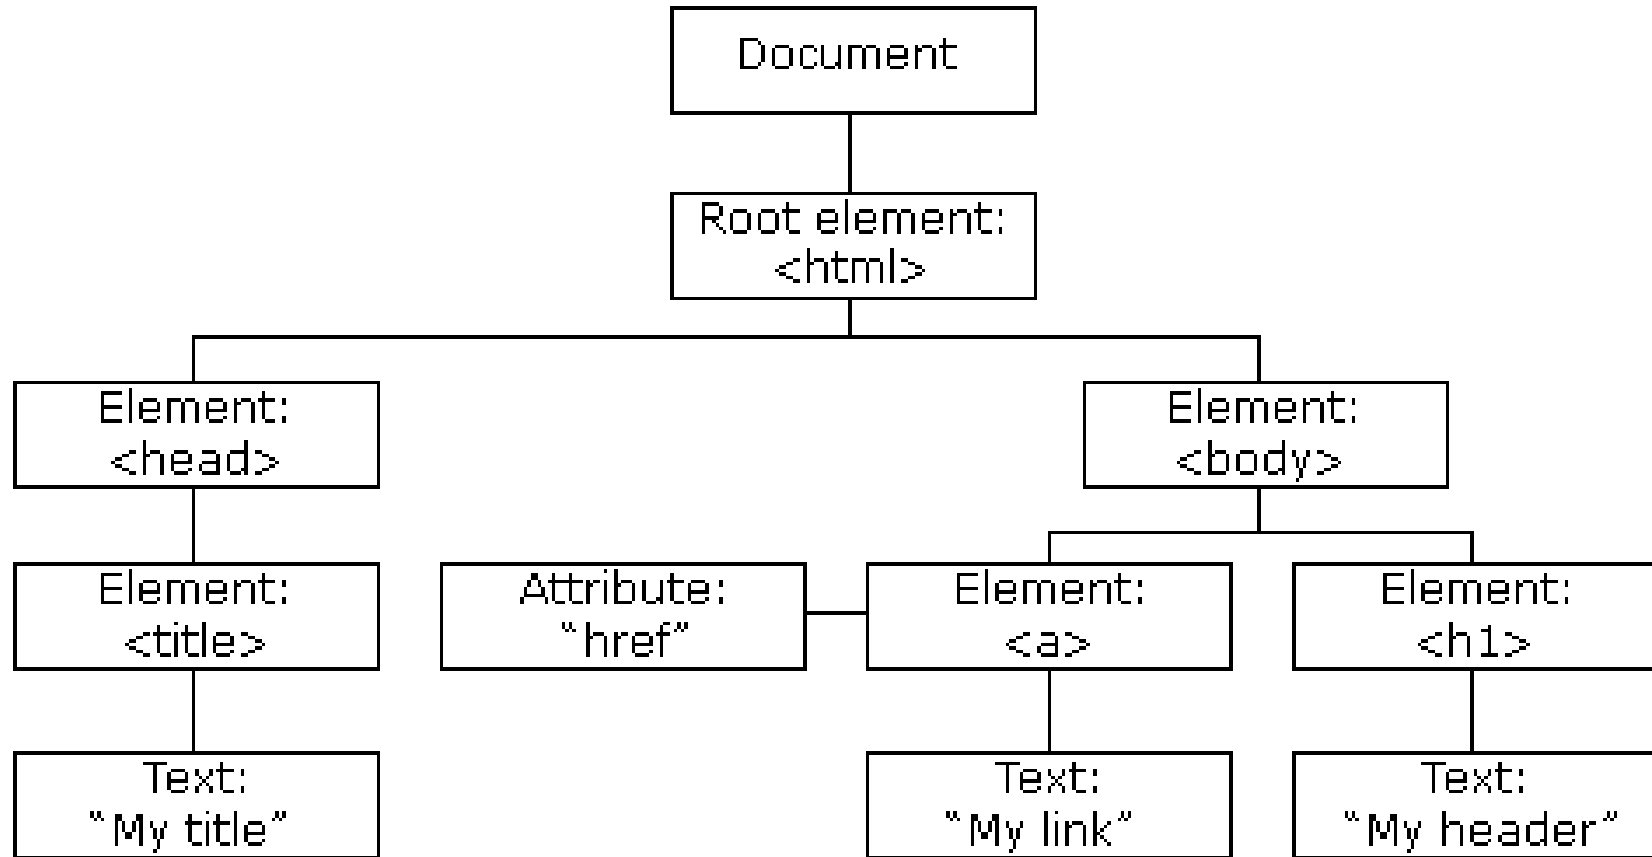 Document
Root element:
<html>
Element:
<head>
Element:
<body>
Element:
<title>
Attribute:
“href”
Element:
<a>
Element:
<h1>
Text:
“My title”
Text:
“My link”
Text:
“My header”